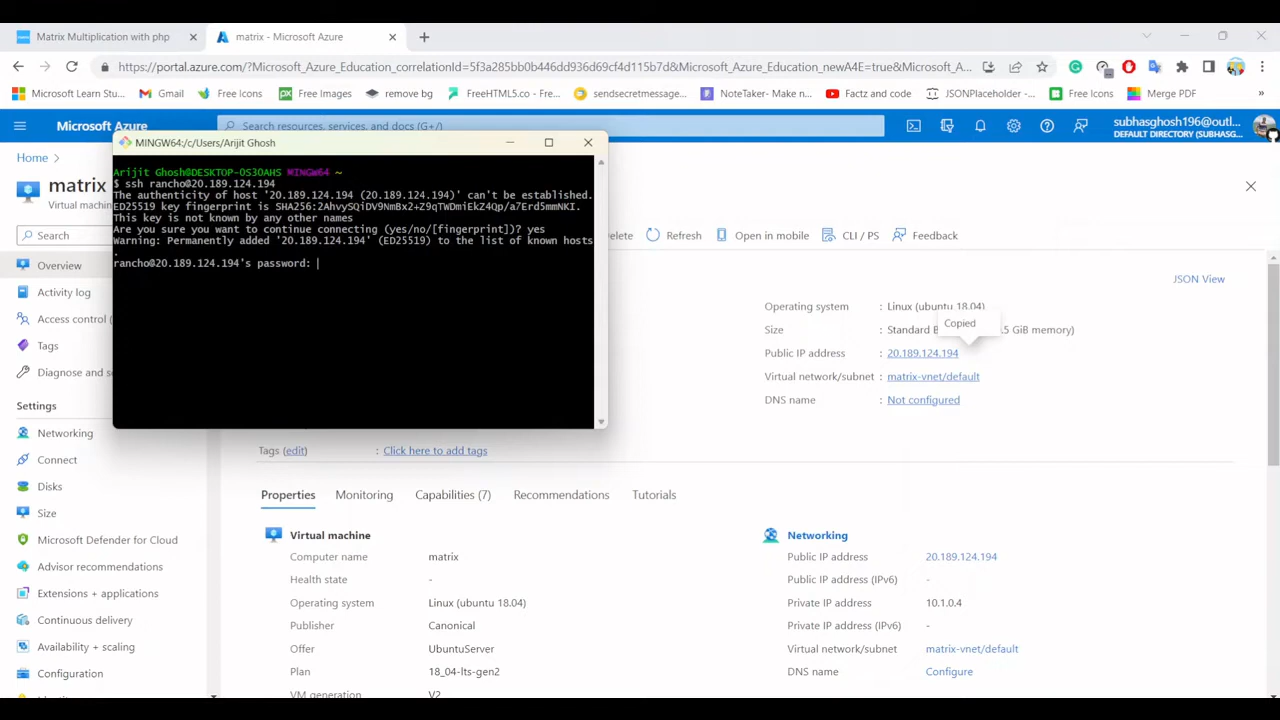 Matrix Multiplication with php
matrix - Microsoft Azure
https://portal.azure.com/?Microsoft_Azure_Education_correlationId=5f3a285bb0b446dd936d69cf4d115b7d&Microsoft_Azure_Education_newA4E=true&Microsoft_A...
Microsoft Learn Stu...
Gmail
Free Icons
Free Images
remove bg
FreeHTML5.co - Fre...
sendsecretmessage...
NoteTaker- Make n...
Factz and code
JSONPlaceholder -...
Free Icons
Merge PDF
»
Microsoft Azure
Search resources, services, and docs (G+/)
subhasghosh196@outl...
DEFAULT DIRECTORY (SUBHASG...
Home >
matrix
Virtual machine
Search
Refresh
Open in mobile
CLI / PS
Feedback
MINGW64:/c/Users/Arijit Ghosh
Arijit Ghosh@DESKTOP-OS30AHS MINGW64 ~
$ ssh rancho@20.189.124.194
The authenticity of host '20.189.124.194 (20.189.124.194)' can't be established.
ED25519 key fingerprint is SHA256:2AhvySQiDV9NmBx2+Z9qTWDmiEkZ4Qp/a7Erd5mmNKI.
This key is not known by any other names
Are you sure you want to continue connecting (yes/no/[fingerprint])? yes
Warning: Permanently added '20.189.124.194' (ED25519) to the list of known hosts
.
rancho@20.189.124.194's password:
Overview
Activity log
Access control (
Tags
Diagnose and s
Settings
Networking
Connect
Disks
Size
Microsoft Defender for Cloud
Advisor recommendations
Extensions + applications
Continuous delivery
Availability + scaling
Configuration
JSON View
Operating system : Linux (ubuntu 18.04)
Copied
Size : Standard B .5 GiB memory)
Public IP address : 20.189.124.194
Virtual network/subnet : matrix-vnet/default
DNS name : Not configured
Tags (edit) : Click here to add tags
Properties Monitoring Capabilities (7) Recommendations Tutorials
Virtual machine
Computer name matrix
Health state -
Operating system Linux (ubuntu 18.04)
Publisher Canonical
Offer UbuntuServer
Plan 18_04-lts-gen2
VM generation V2
Networking
Public IP address 20.189.124.194
Public IP address (IPv6) -
Private IP address 10.1.0.4
Private IP address (IPv6) -
Virtual network/subnet matrix-vnet/default
DNS name Configure